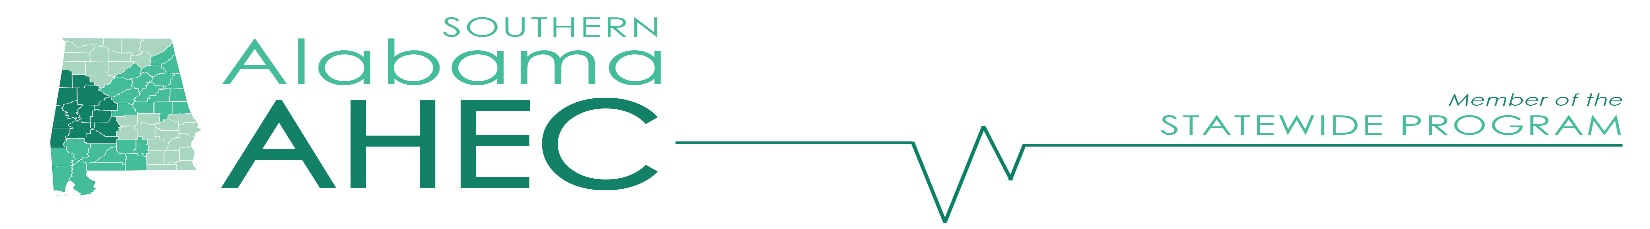 SOUTHERN
Alabama
AHEC
Member of the
STATEWIDE PROGRAM